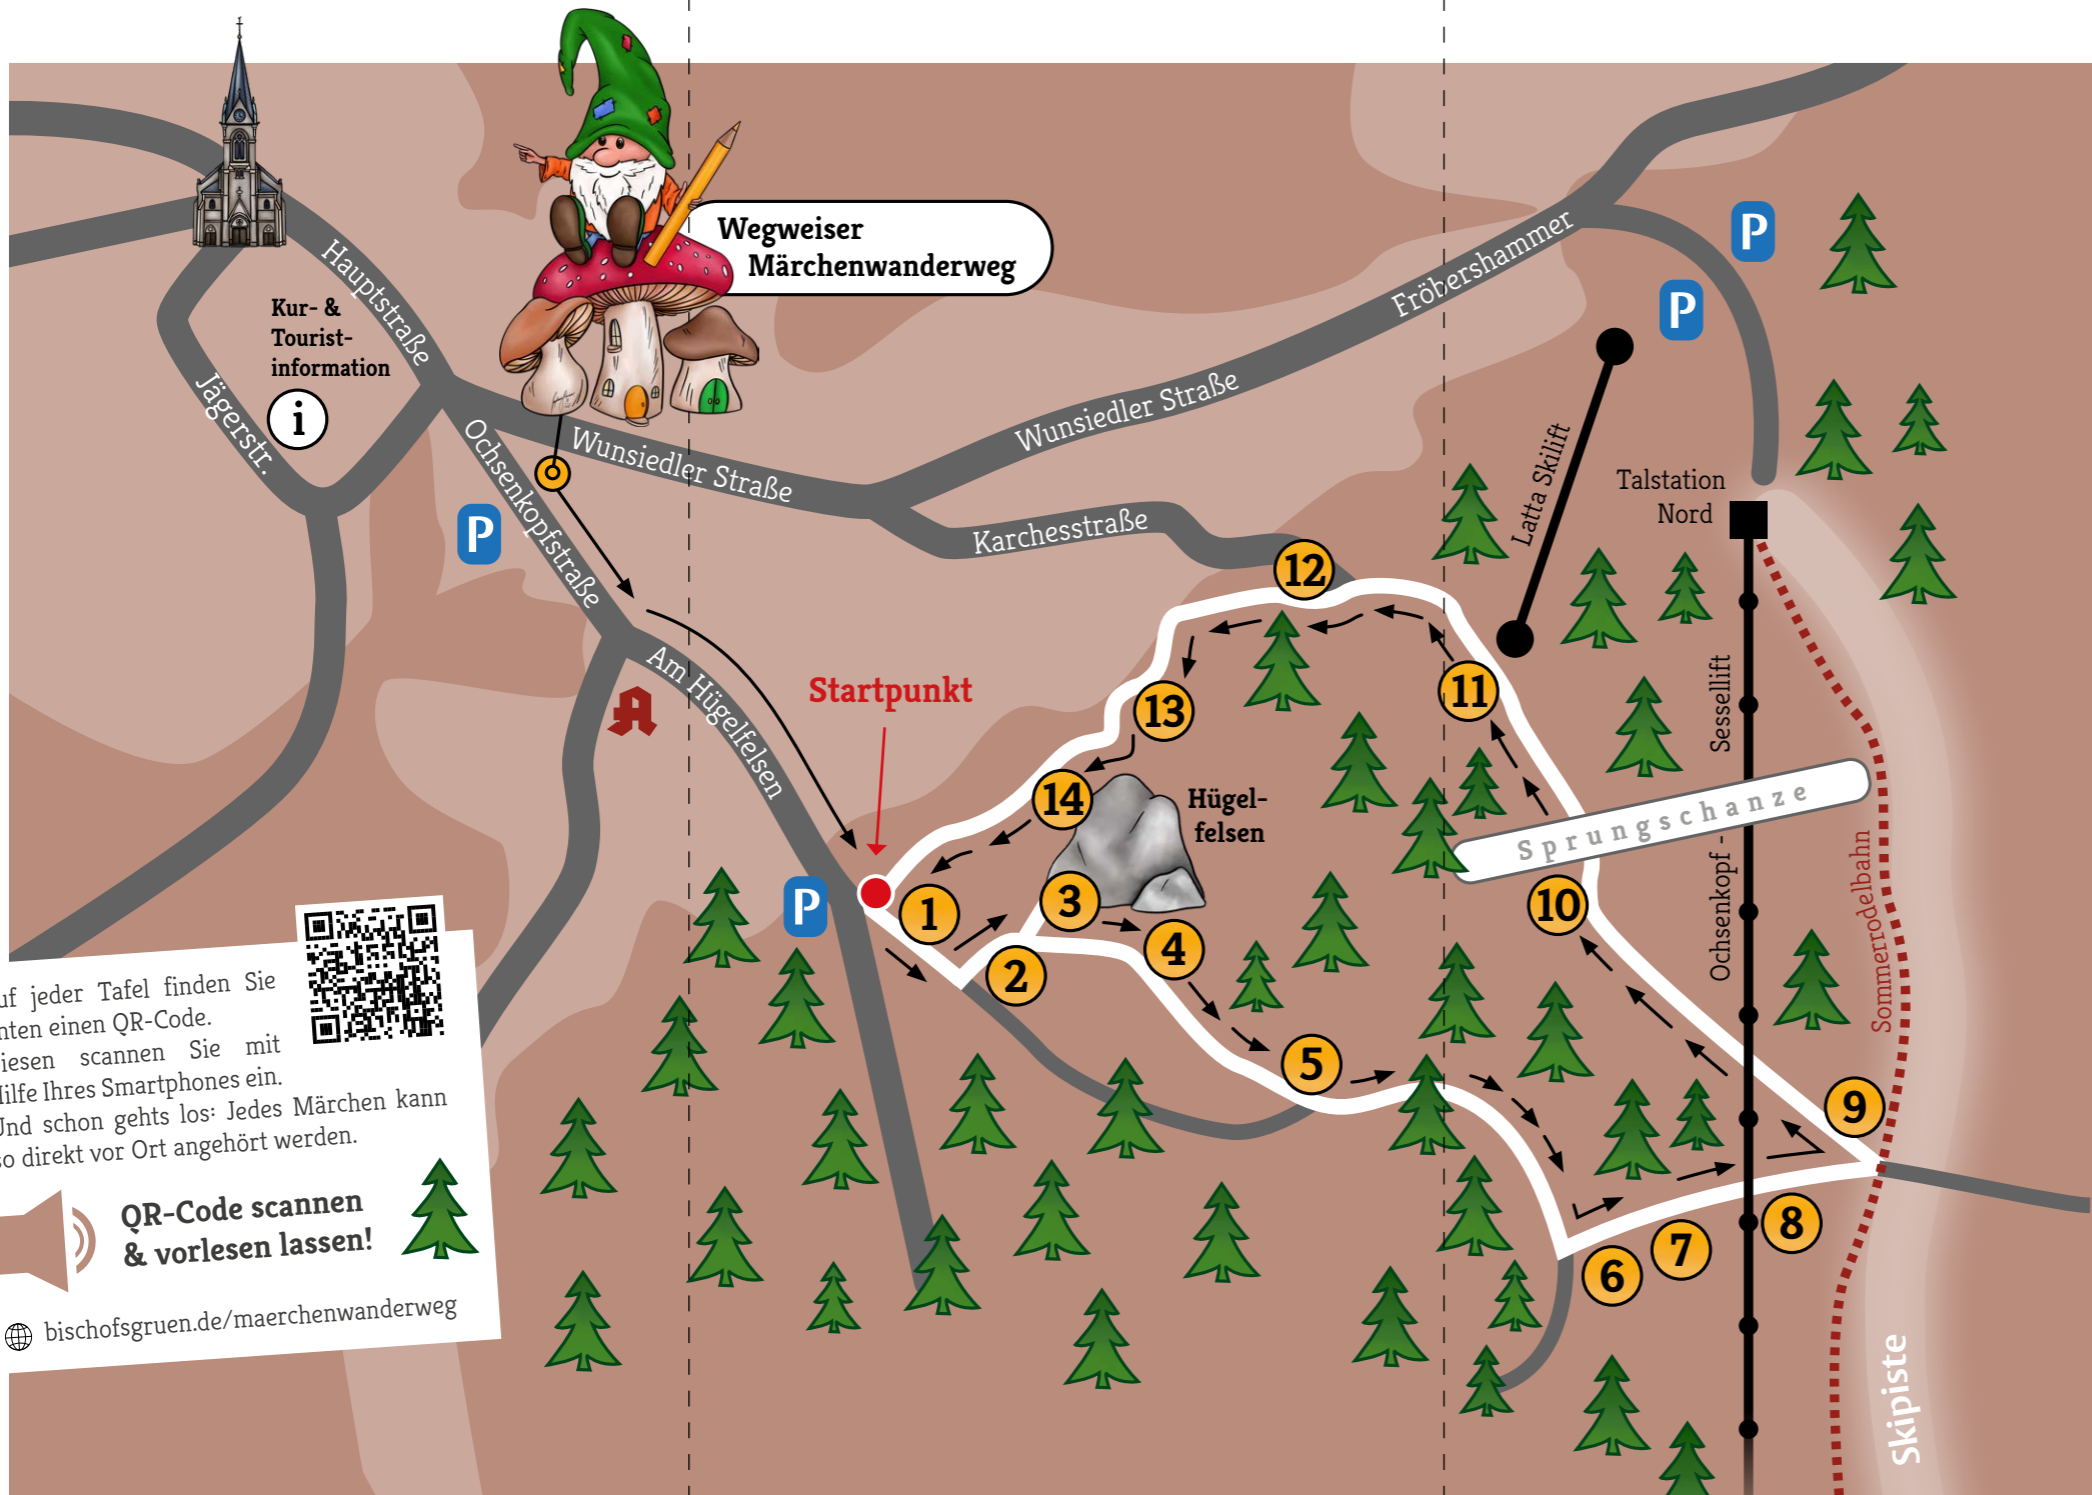 Wegweiser
Märchenwanderweg
Hauptstraße
Kur- &
Tourist-
information
i
Jägerstr.
Ochsenkopfstraße
Wunsiedler Straße
Wunsiedler Straße
Fröbershammer
Karchesstraße
P
P
P
P
Latta Skilift
Talstation
Nord
Am Hügelfelsen
Startpunkt
Hügel-
felsen
Sprungschanze
Ochsenkopf - Sessellift
Sommerrodelbahn
Skipiste
1
2
3
4
5
6
7
8
9
10
11
12
13
14
uf jeder Tafel finden Sie
nten einen QR-Code.
iesen scannen Sie mit
Hilfe Ihres Smartphones ein.
Und schon gehts los: Jedes Märchen kann
so direkt vor Ort angehört werden.
QR-Code scannen
& vorlesen lassen!
bischofsgruen.de/maerchenwanderweg